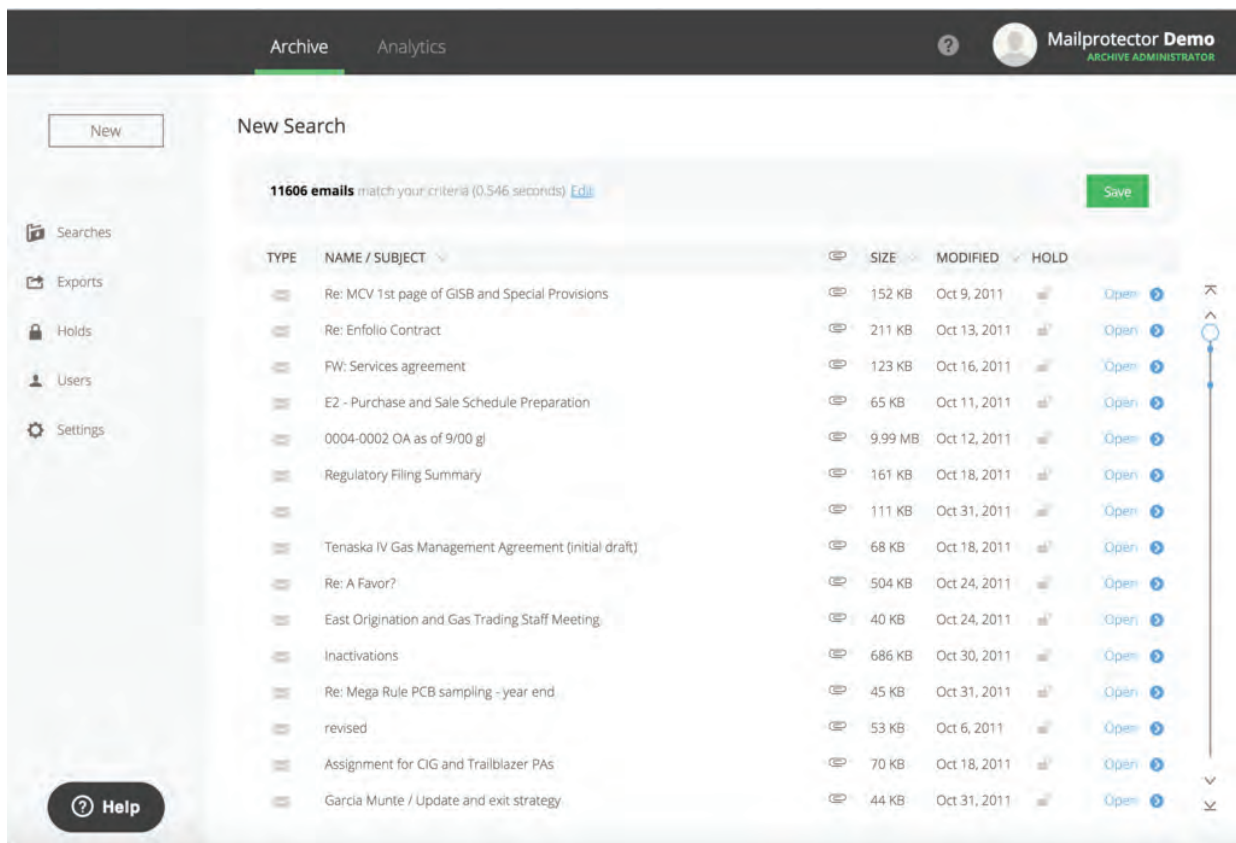 Archive Analytics ? Mailprotector Demo
ARCHIVE ADMINISTRATOR
New
New Search
11606 emails match your criteria (0.546 seconds) Edit Save
Searches
Exports
Holds
Users
Settings
TYPE NAME / SUBJECT SIZE MODIFIED HOLD
Re: MCV 1st page of GISB and Special Provisions 152 KB Oct 9, 2011 Open
Re: Enfolio Contract 211 KB Oct 13, 2011 Open
FW: Services agreement 123 KB Oct 16, 2011 Open
E2 - Purchase and Sale Schedule Preparation 65 KB Oct 11, 2011 Open
0004-0002 OA as of 9/00 gl 9.99 MB Oct 12, 2011 Open
Regulatory Filing Summary 161 KB Oct 18, 2011 Open
111 KB Oct 31, 2011 Open
Tenaska IV Gas Management Agreement (initial draft) 68 KB Oct 18, 2011 Open
Re: A Favor? 504 KB Oct 24, 2011 Open
East Origination and Gas Trading Staff Meeting 40 KB Oct 24, 2011 Open
Inactivations 686 KB Oct 30, 2011 Open
Re: Mega Rule PCB sampling - year end 45 KB Oct 31, 2011 Open
revised 53 KB Oct 6, 2011 Open
Assignment for CIG and Trailblazer PAs 70 KB Oct 18, 2011 Open
Garcia Munte / Update and exit strategy 44 KB Oct 31, 2011 Open
? Help